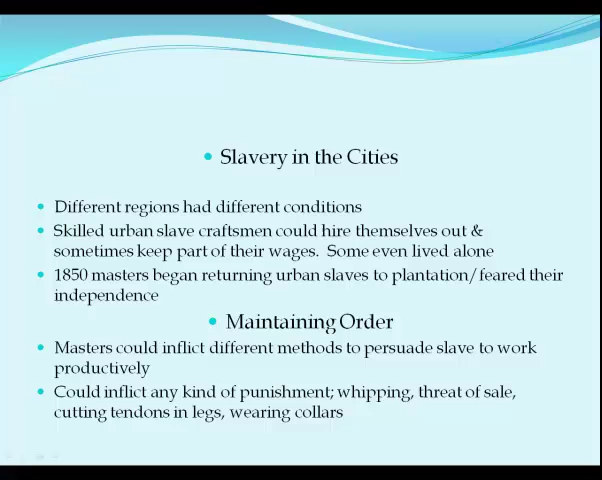 • Slavery in the Cities
• Different regions had different conditions
• Skilled urban slave craftsmen could hire themselves out &
sometimes keep part of their wages. Some even lived alone
• 1850 masters began returning urban slaves to plantation/feared their
independence
• Maintaining Order
• Masters could inflict different methods to persuade slave to work
productively
• Could inflict any kind of punishment; whipping, threat of sale,
cutting tendons in legs, wearing collars